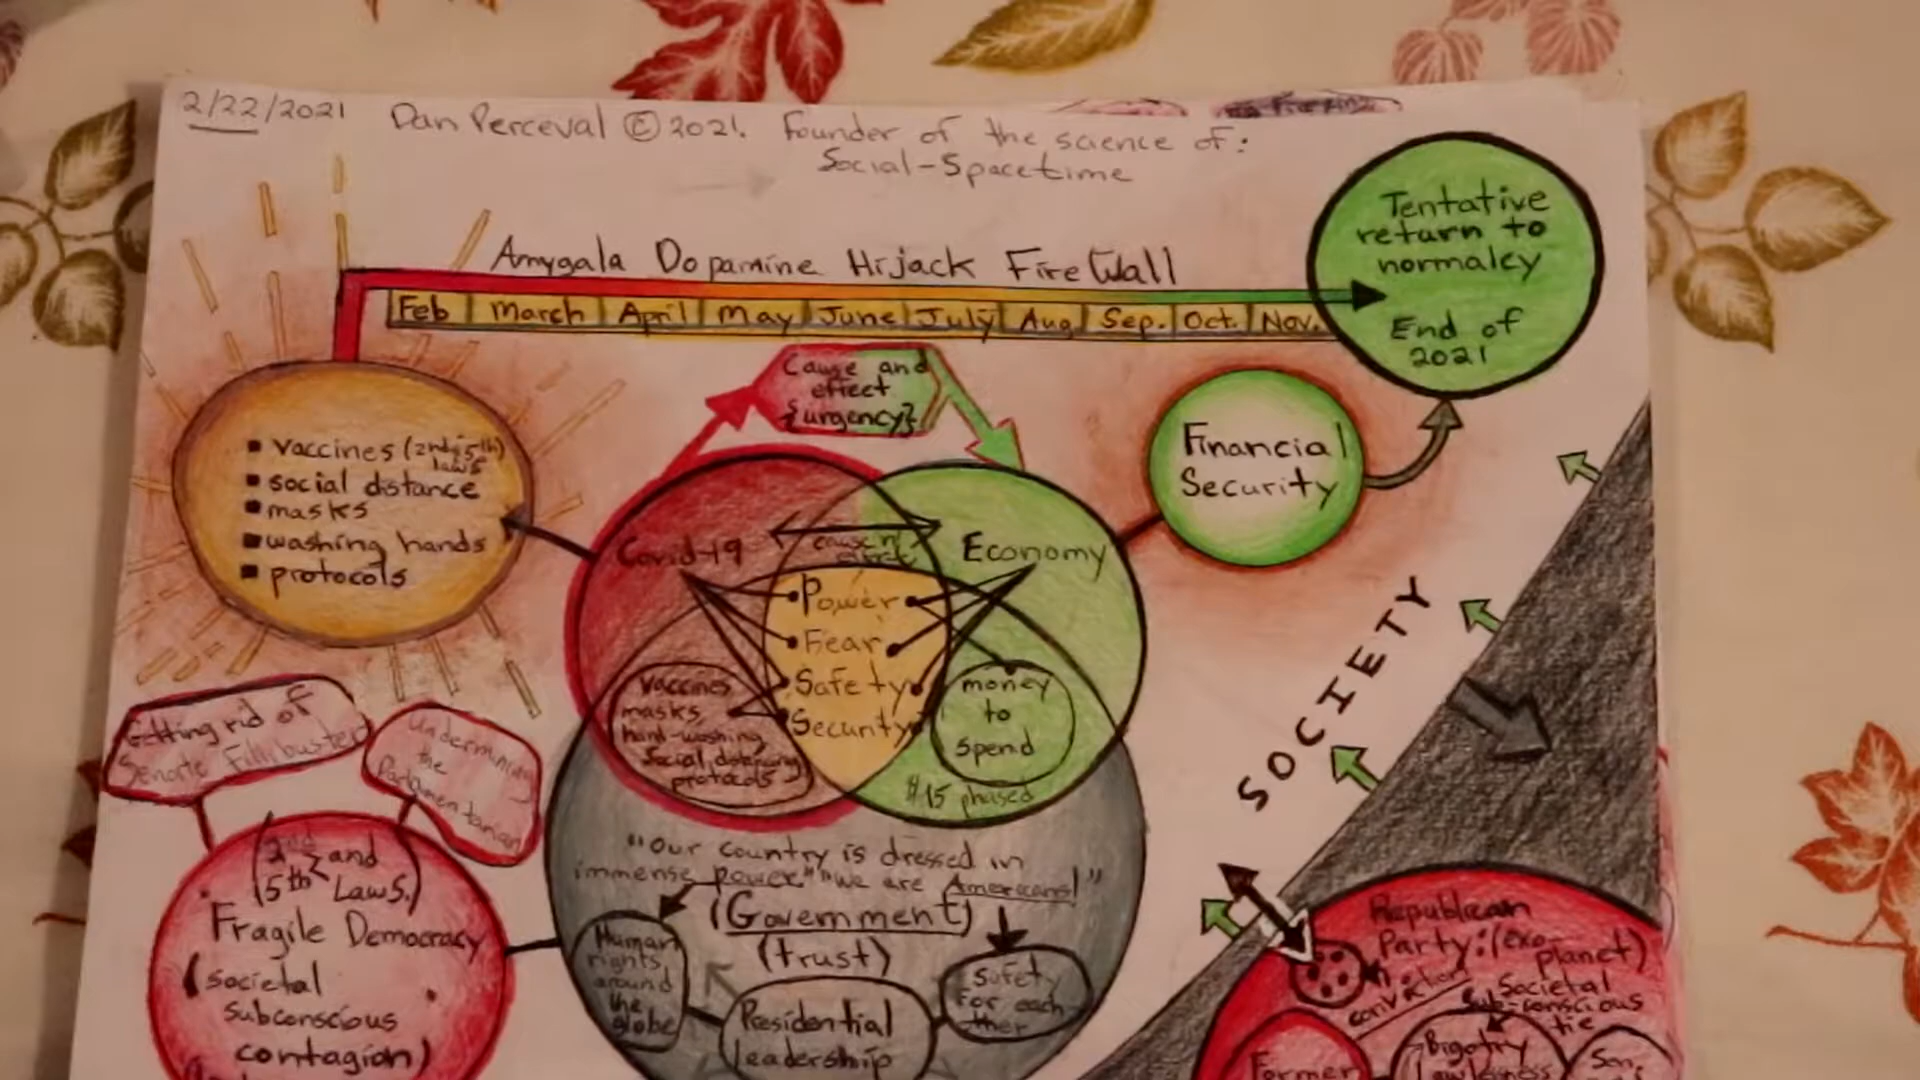 2/22/2021 Dan Perceval © 2021. Founder of the science of:
Social-Spacetime
Amygala Dopamine Hijack FireWall
Feb March April May June July Aug Sep. Oct. Nov.
Tentative
return to
normalcy
End of
2021
Cause and
effect
{urgency}
Financial
Security
vaccines (2nd 5th)
laws
social distance
masks
washing hands
protocols
Covid-19
cause n'
effect
Economy
Power
Fear
Safety
Security
vaccines
masks,
hand-washing,
Social distancing
protocols
money
to
spend
$15 phased
SOCIETY
Getting rid of
Senate Fillibuster
Undermining
the
Parlamentarian
(2nd and
5th Laws.)
Fragile Democracy
(societal
subconscious
contagion)
"Our country is dressed in
immense power" "we are Americans!"
(Government)
(trust)
Human
rights
around
the
globe
Presidential
leadership
Safety
for each
other
Republican
Party: (exo-
planet)
conviction
Societal
Sub-conscious
tie
Former
Bigotry
Lawlessness
Sen.